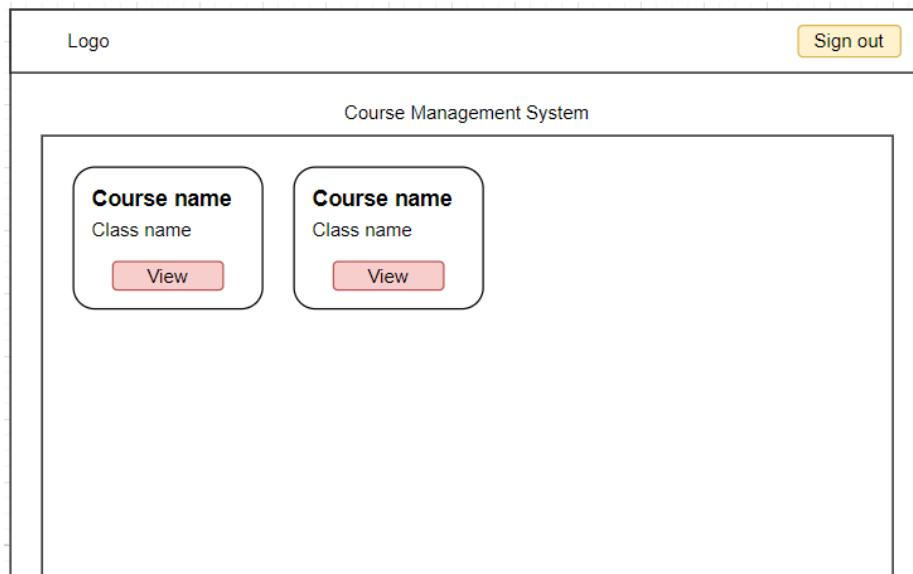 Logo
Sign out
Course Management System
Course name
Class name
View
Course name
Class name
View